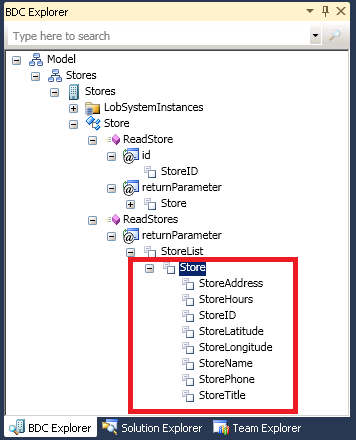 BDC Explorer
Type here to search
Model
Stores
Stores
LobSystemInstances
Store
ReadStore
id
StoreID
returnParameter
Store
ReadStores
returnParameter
StoreList
Store
StoreAddress
StoreHours
StoreID
StoreLatitude
StoreLongitude
StoreName
StorePhone
StoreTitle
BDC Explorer Solution Explorer Team Explorer